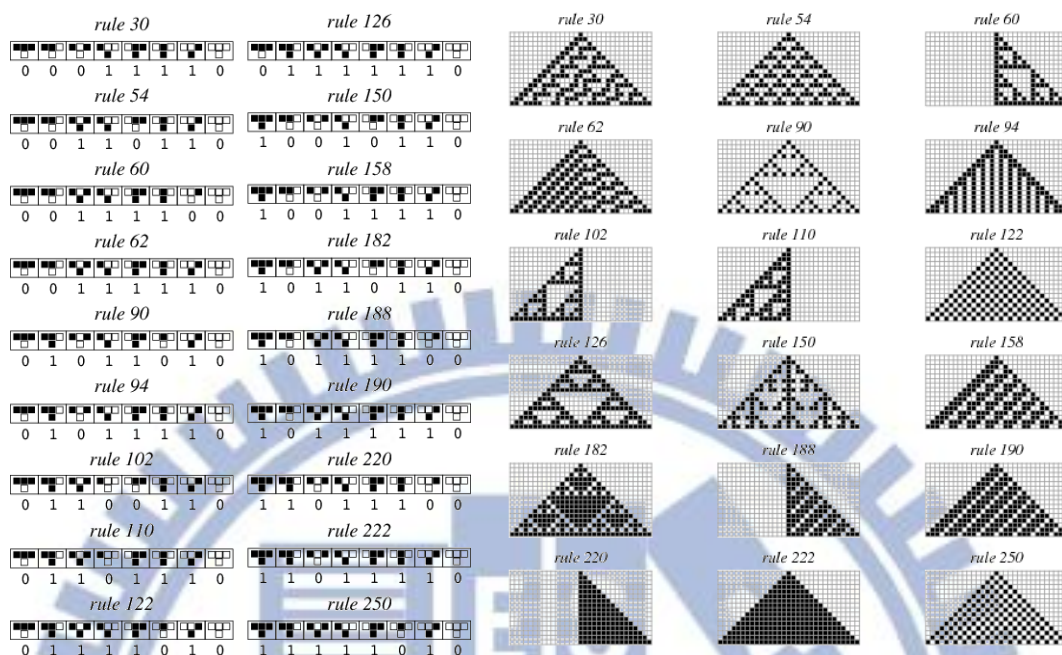 rule 30
0 0 0 1 1 1 1 0
rule 54
0 0 1 1 0 1 1 0
rule 60
0 0 1 1 1 1 0 0
rule 62
0 0 1 1 1 1 1 0
rule 90
0 1 0 1 1 0 1 0
rule 94
0 1 0 1 1 1 1 0
rule 102
0 1 1 0 0 1 1 0
rule 110
0 1 1 0 1 1 1 0
rule 122
0 1 1 1 1 0 1 0
rule 126
0 1 1 1 1 1 1 0
rule 150
1 0 0 1 0 1 1 0
rule 158
1 0 0 1 1 1 1 0
rule 182
1 0 1 1 0 1 1 0
rule 188
1 0 1 1 1 1 0 0
rule 190
1 0 1 1 1 1 1 0
rule 220
1 1 0 1 1 1 0 0
rule 222
1 1 0 1 1 1 1 0
rule 250
1 1 1 1 1 0 1 0
rule 30 rule 54 rule 60
rule 62 rule 90 rule 94
rule 102 rule 110 rule 122
rule 126 rule 150 rule 158
rule 182 rule 188 rule 190
rule 220 rule 222 rule 250